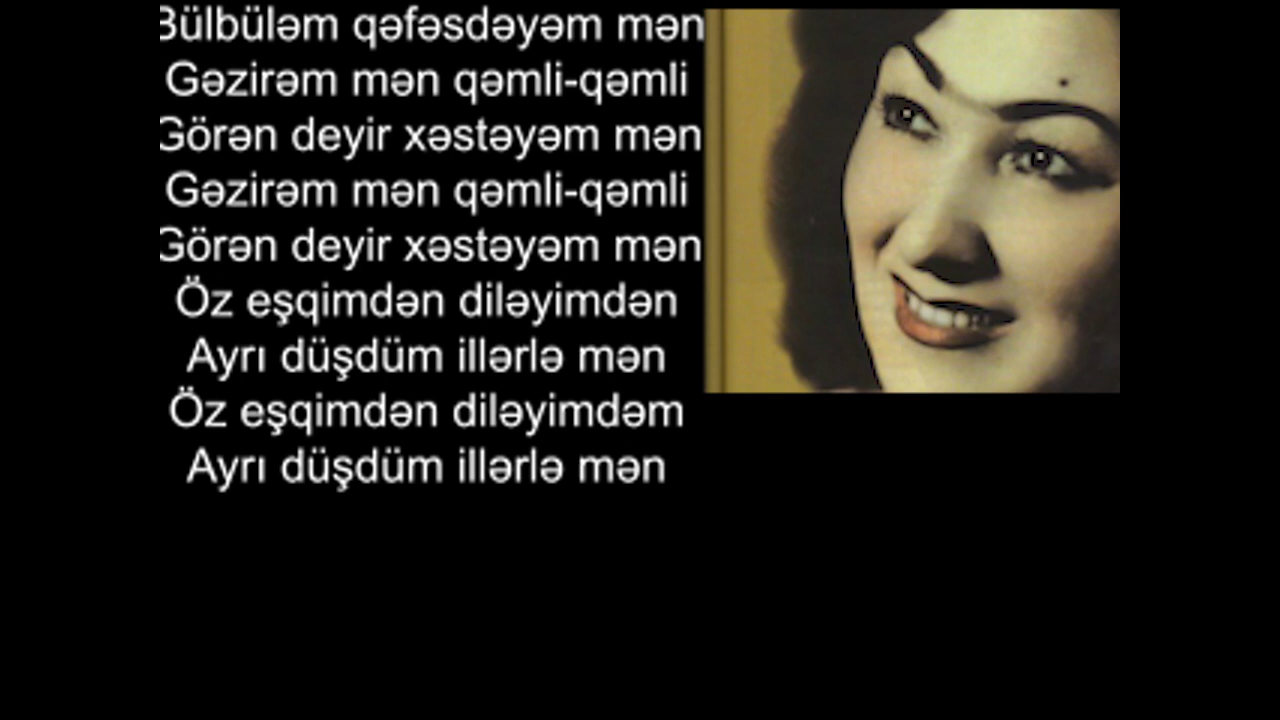 Bülbüləm qəfəsdəyəm mən
Gəzirəm mən qəmli-qəmli
Görən deyir xəstəyəm mən
Gəzirəm mən qəmli-qəmli
Görən deyir xəstəyəm mən
Öz eşqimdən diləyimdən
Ayrı düşdüm illərlə mən
Öz eşqimdən diləyimdəm
Ayrı düşdüm illərlə mən